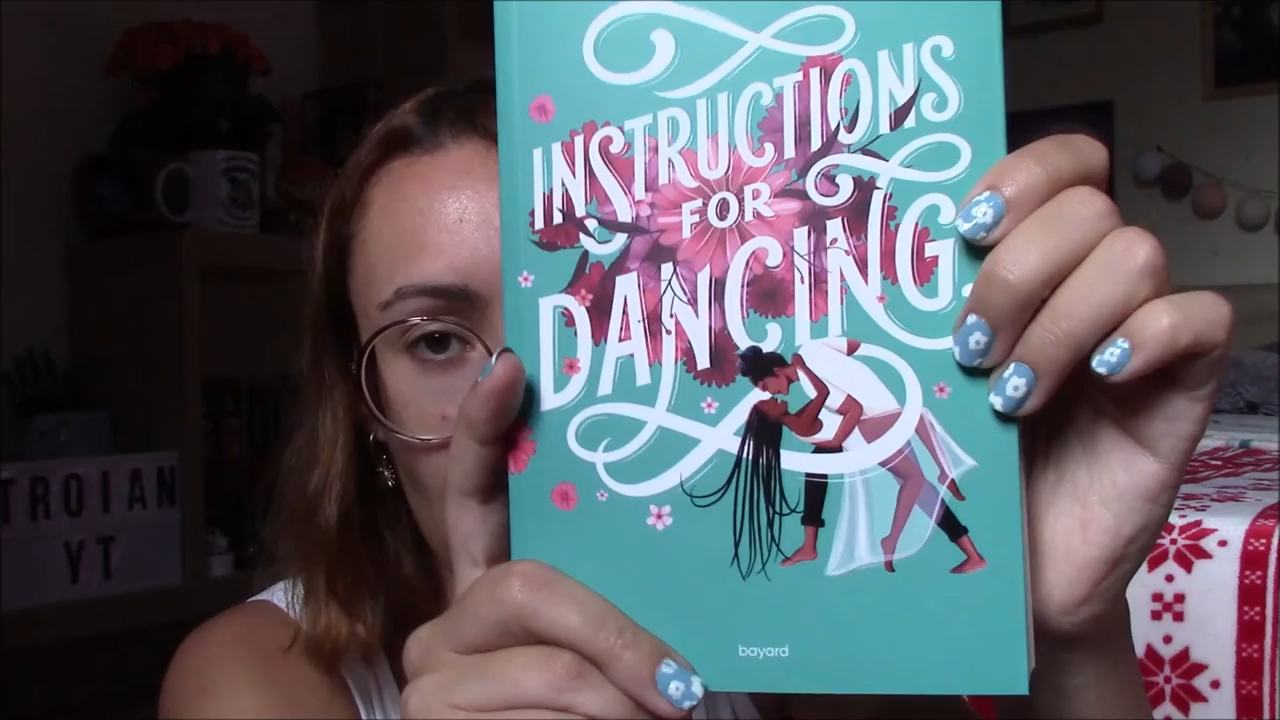 INSTRUCTIONS
FOR
DANCING
bayard
TROIAN
YT